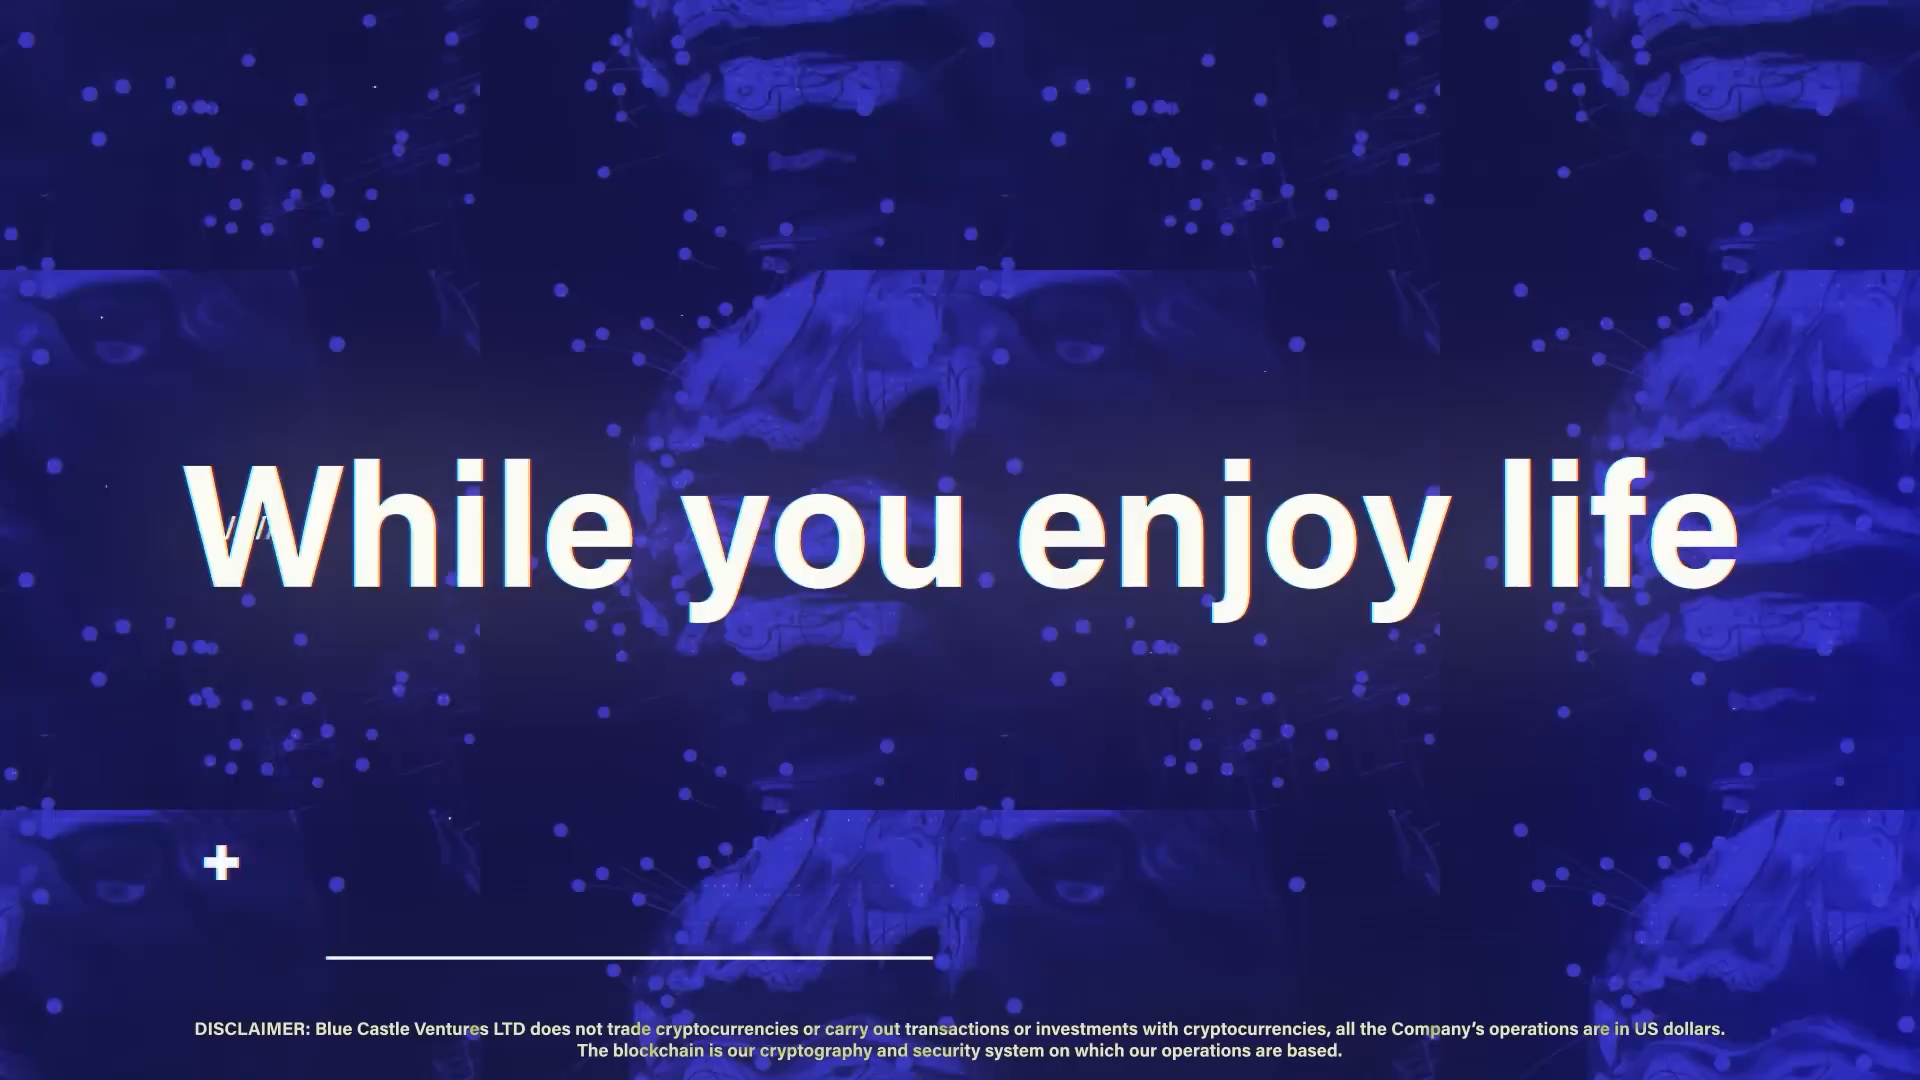 While you enjoy life
DISCLAIMER: Blue Castle Ventures LTD does not trade cryptocurrencies or carry out transactions or investments with cryptocurrencies, all the Company’s operations are in US dollars.
The blockchain is our cryptography and security system on which our operations are based.